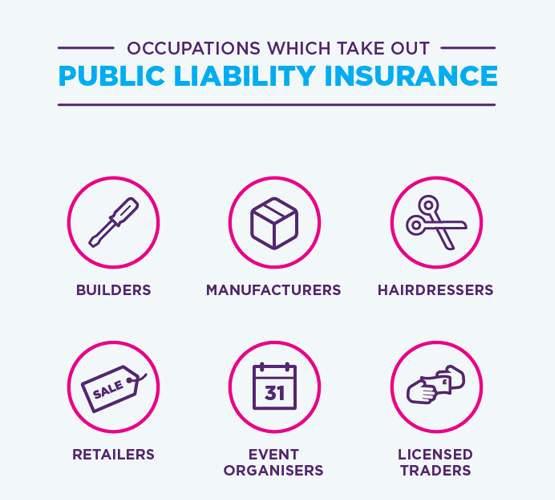 OCCUPATIONS WHICH TAKE OUT
PUBLIC LIABILITY INSURANCE
BUILDERS
MANUFACTURERS
HAIRDRESSERS
SALE
31
£
RETAILERS
EVENT
ORGANISERS
LICENSED
TRADERS